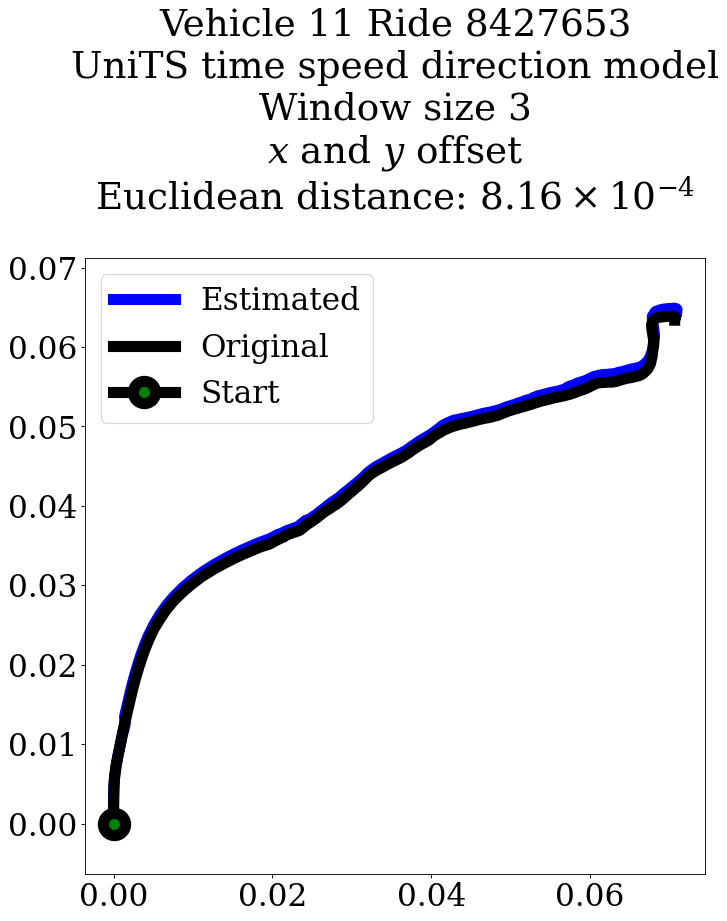 Vehicle 11 Ride 8427653
UniTS time speed direction model
Window size 3
x and y offset
Euclidean distance: 8.16 × 10⁻⁴
0.07
0.06
0.05
0.04
0.03
0.02
0.01
0.00
Estimated
Original
Start
0.00 0.02 0.04 0.06